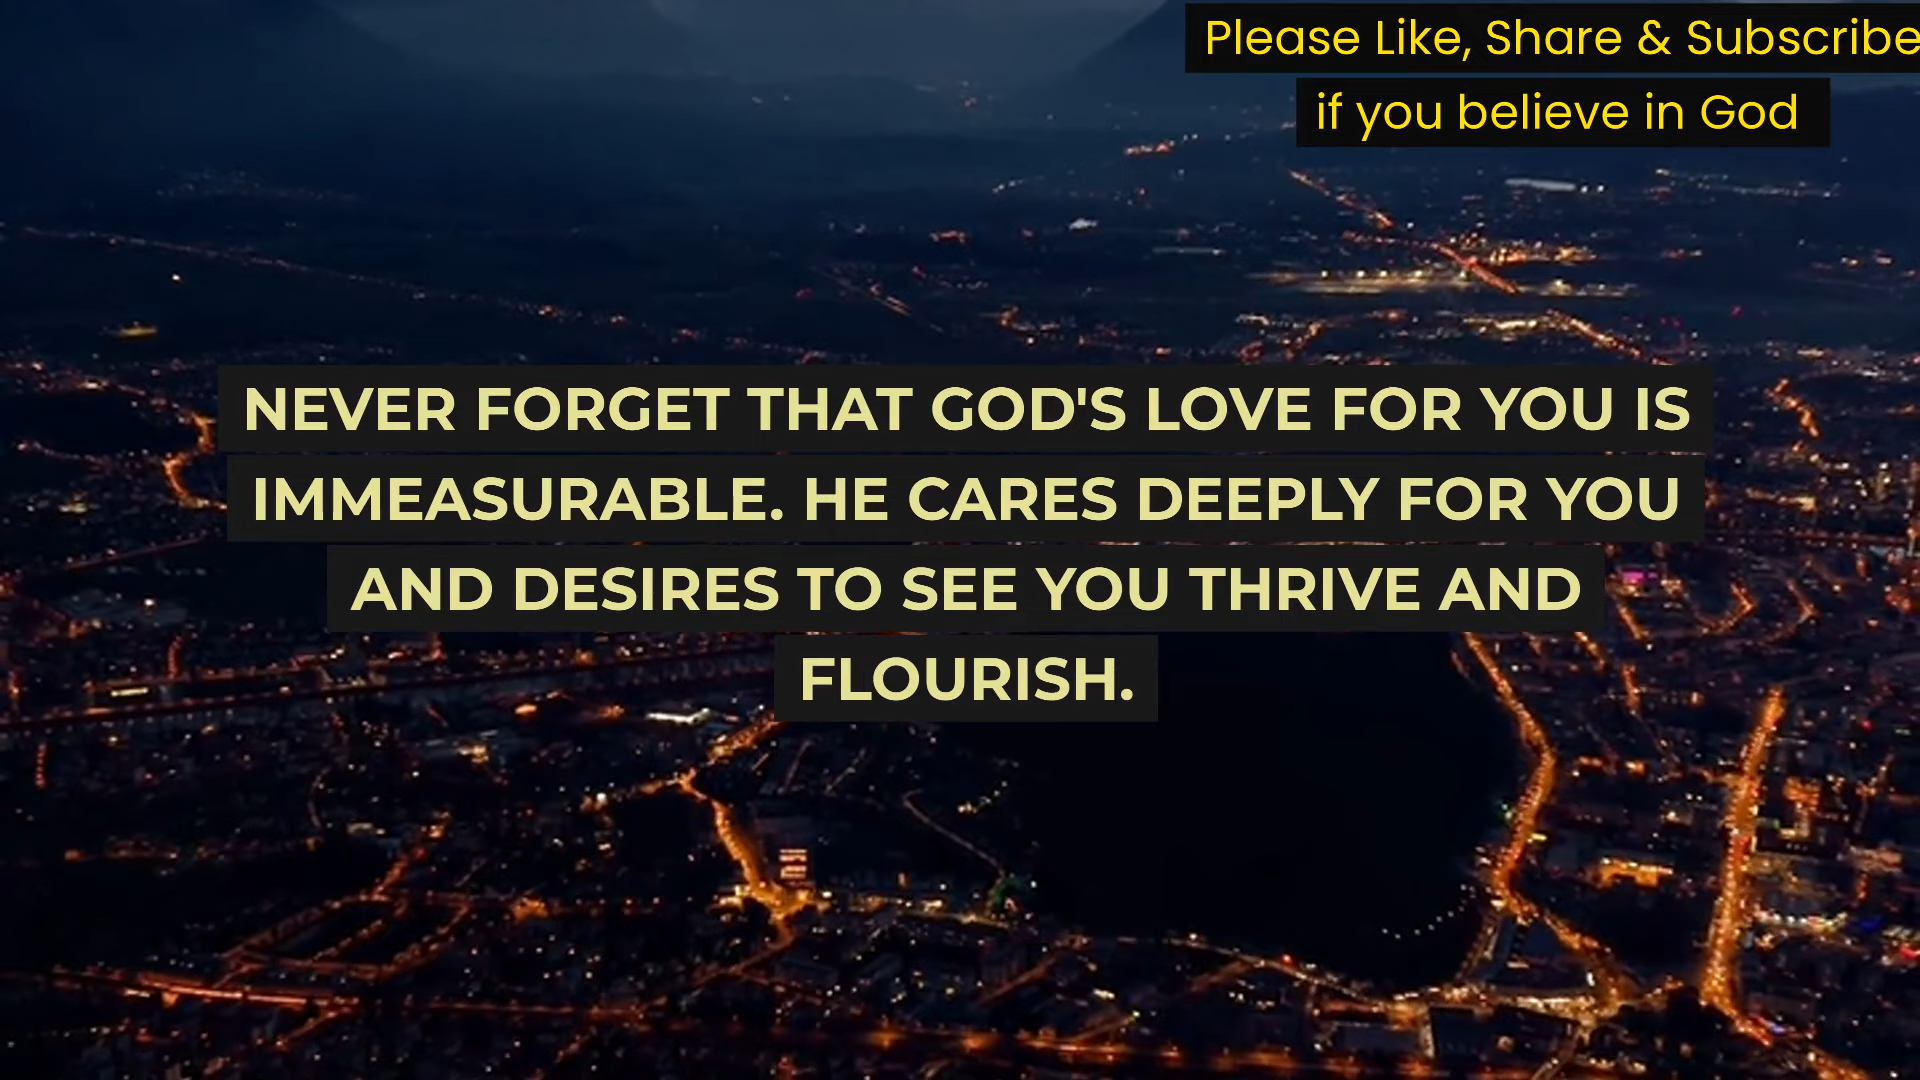 Please Like, Share & Subscribe
if you believe in God
NEVER FORGET THAT GOD'S LOVE FOR YOU IS
IMMEASURABLE. HE CARES DEEPLY FOR YOU
AND DESIRES TO SEE YOU THRIVE AND
FLOURISH.